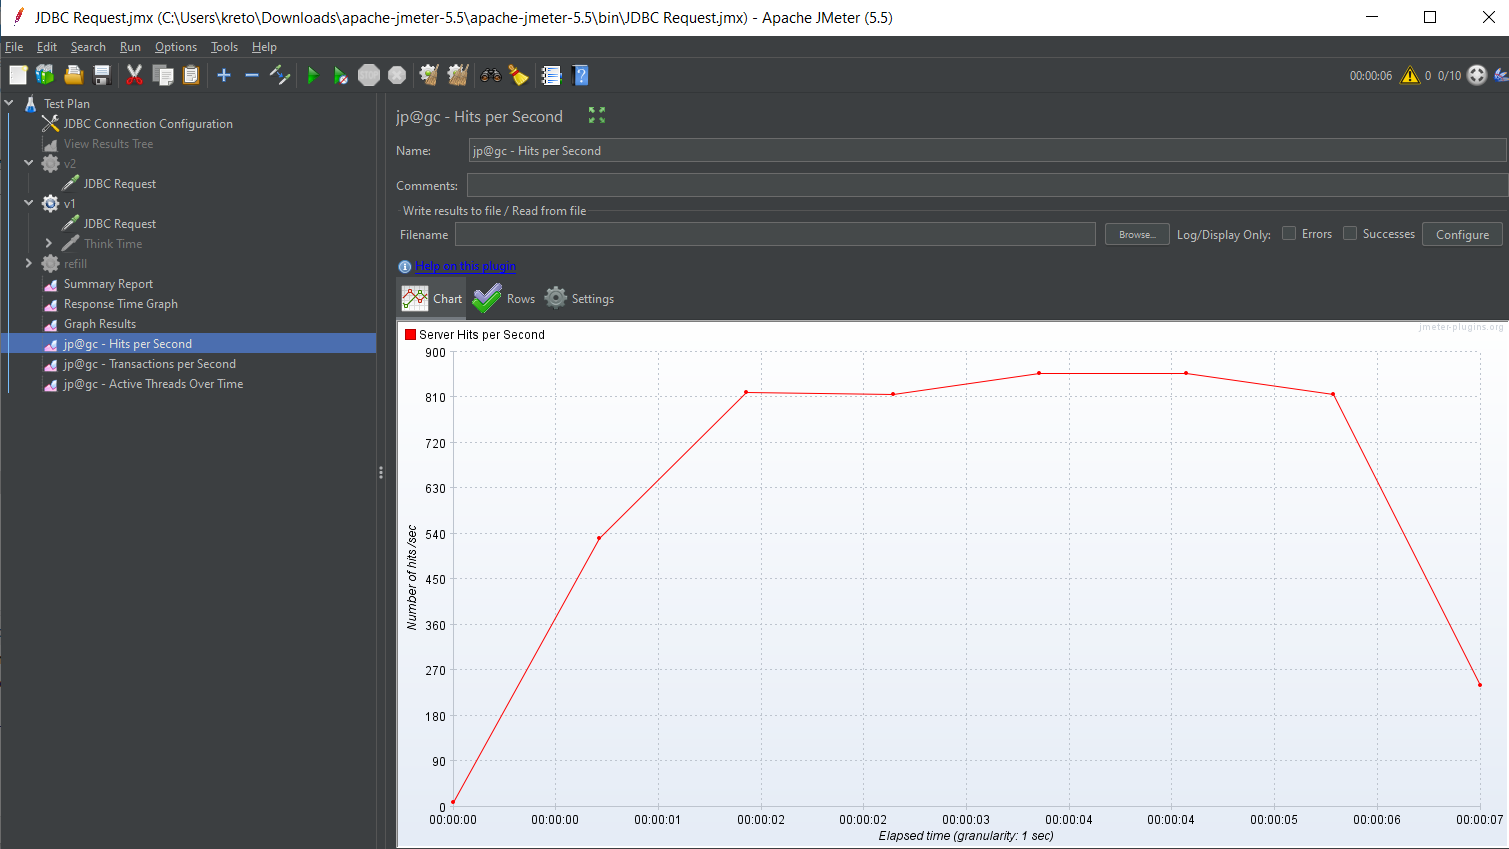 JDBC Request.jmx (C:\Users\kreto\Downloads\apache-jmeter-5.5\apache-jmeter-5.5\bin\JDBC Request.jmx) - Apache JMeter (5.5)
File Edit Search Run Options Tools Help
STOP
00:00:06 0 0/10
Test Plan
JDBC Connection Configuration
View Results Tree
v2
JDBC Request
v1
JDBC Request
Think Time
refill
Summary Report
Response Time Graph
Graph Results
jp@gc - Hits per Second
jp@gc - Transactions per Second
jp@gc - Active Threads Over Time
jp@gc - Hits per Second
Name: jp@gc - Hits per Second
Comments:
Write results to file / Read from file
Filename Browse... Log/Display Only: Errors Successes Configure
Help on this plugin
Chart Rows Settings
jmeter-plugins.org
Server Hits per Second
900
810
720
630
540
450
360
270
180
90
0
Number of hits /sec
00:00:00 00:00:00 00:00:01 00:00:02 00:00:02 00:00:03 00:00:04 00:00:04 00:00:05 00:00:06 00:00:07
Elapsed time (granularity: 1 sec)